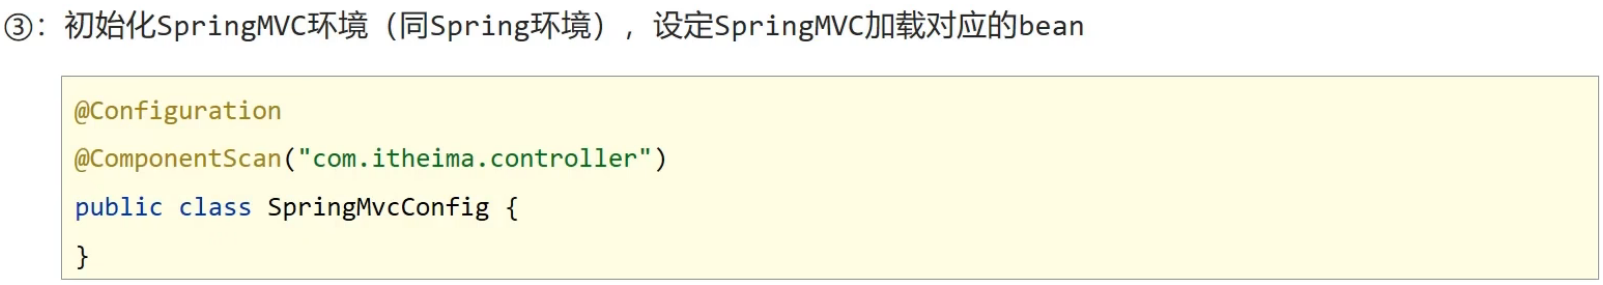 ③：初始化SpringMVC环境（同Spring环境），设定SpringMVC加载对应的bean
@Configuration
@ComponentScan("com.itheima.controller")
public class SpringMvcConfig {
}